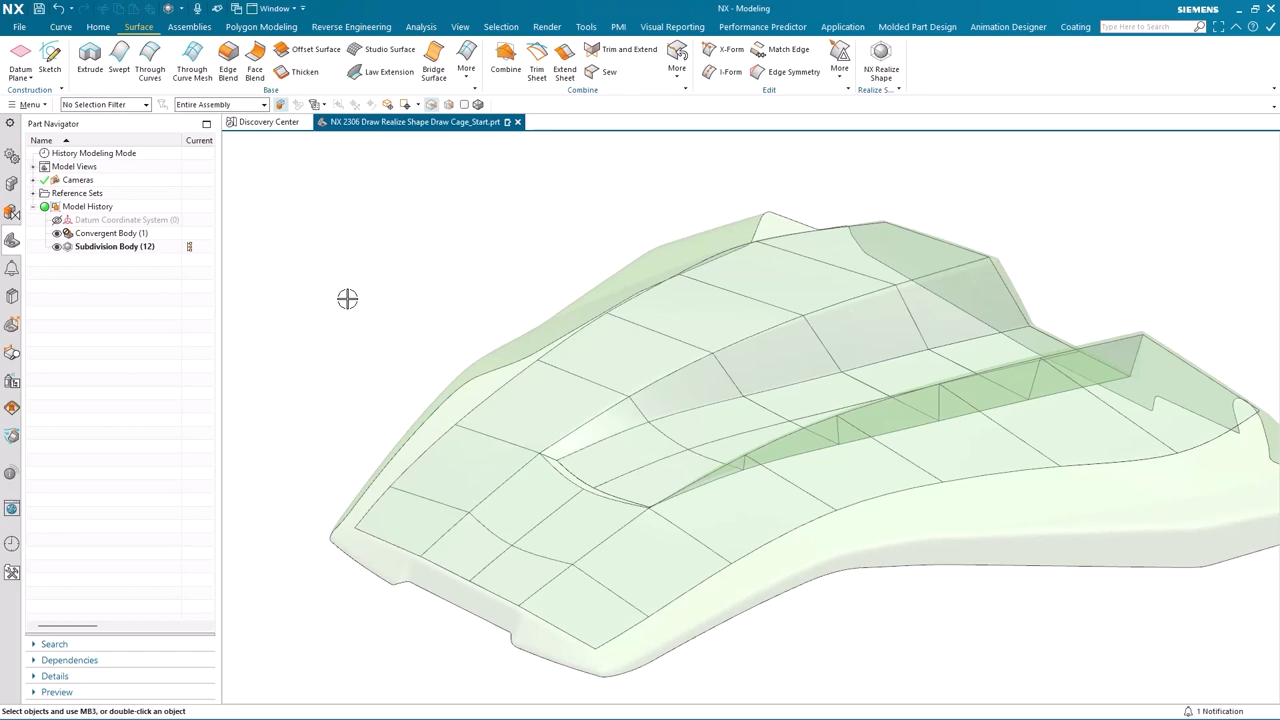 NX
Window
NX - Modeling
SIEMENS
File Curve Surface Assemblies Polygon Modeling Reverse Engineering Analysis View Selection Render Tools PMI Visual Reporting Performance Predictor Application Molded Part Design Animation Designer Coating Type Here to Search
Datum Plane
Sketch
Construction
Extrude
Swept
Through Curves
Through Curve Mesh
Edge Blend
Face Blend
Offset Surface
Thicken
Studio Surface
Law Extension
Bridge Surface
More
Base
Combine
Trim Sheet
Extend Sheet
Trim and Extend
Sew
More
Combine
X-Form
I-Form
Match Edge
Edge Symmetry
More
Edit
NX Realize Shape
Realize S...
Menu
No Selection Filter
Entire Assembly
Part Navigator
Discovery Center
NX 2306 Draw Realize Shape Draw Cage_Start.prt
Name Current
History Modeling Mode
Model Views
Cameras
Reference Sets
Model History
Datum Coordinate System (0)
Convergent Body (1)
Subdivision Body (12)
Search
Dependencies
Details
Preview
Select objects and use MB3, or double-click an object
1 Notification